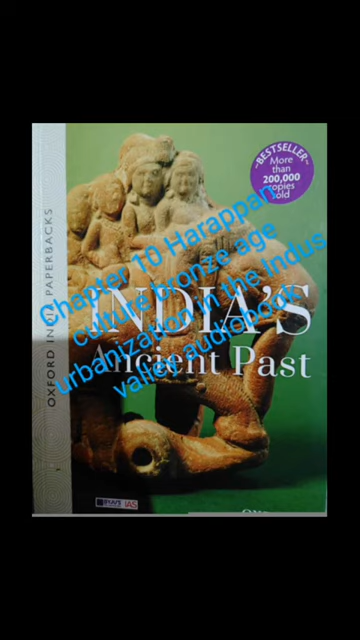 OXFORD INDIA PAPERBACKS
BESTSELLER
More
than
200,000
copies
sold
Chapter 10 Harappan
culture bronze age
urbanization in the Indus
valley audiobook
INDIA'S
Ancient Past
IAS